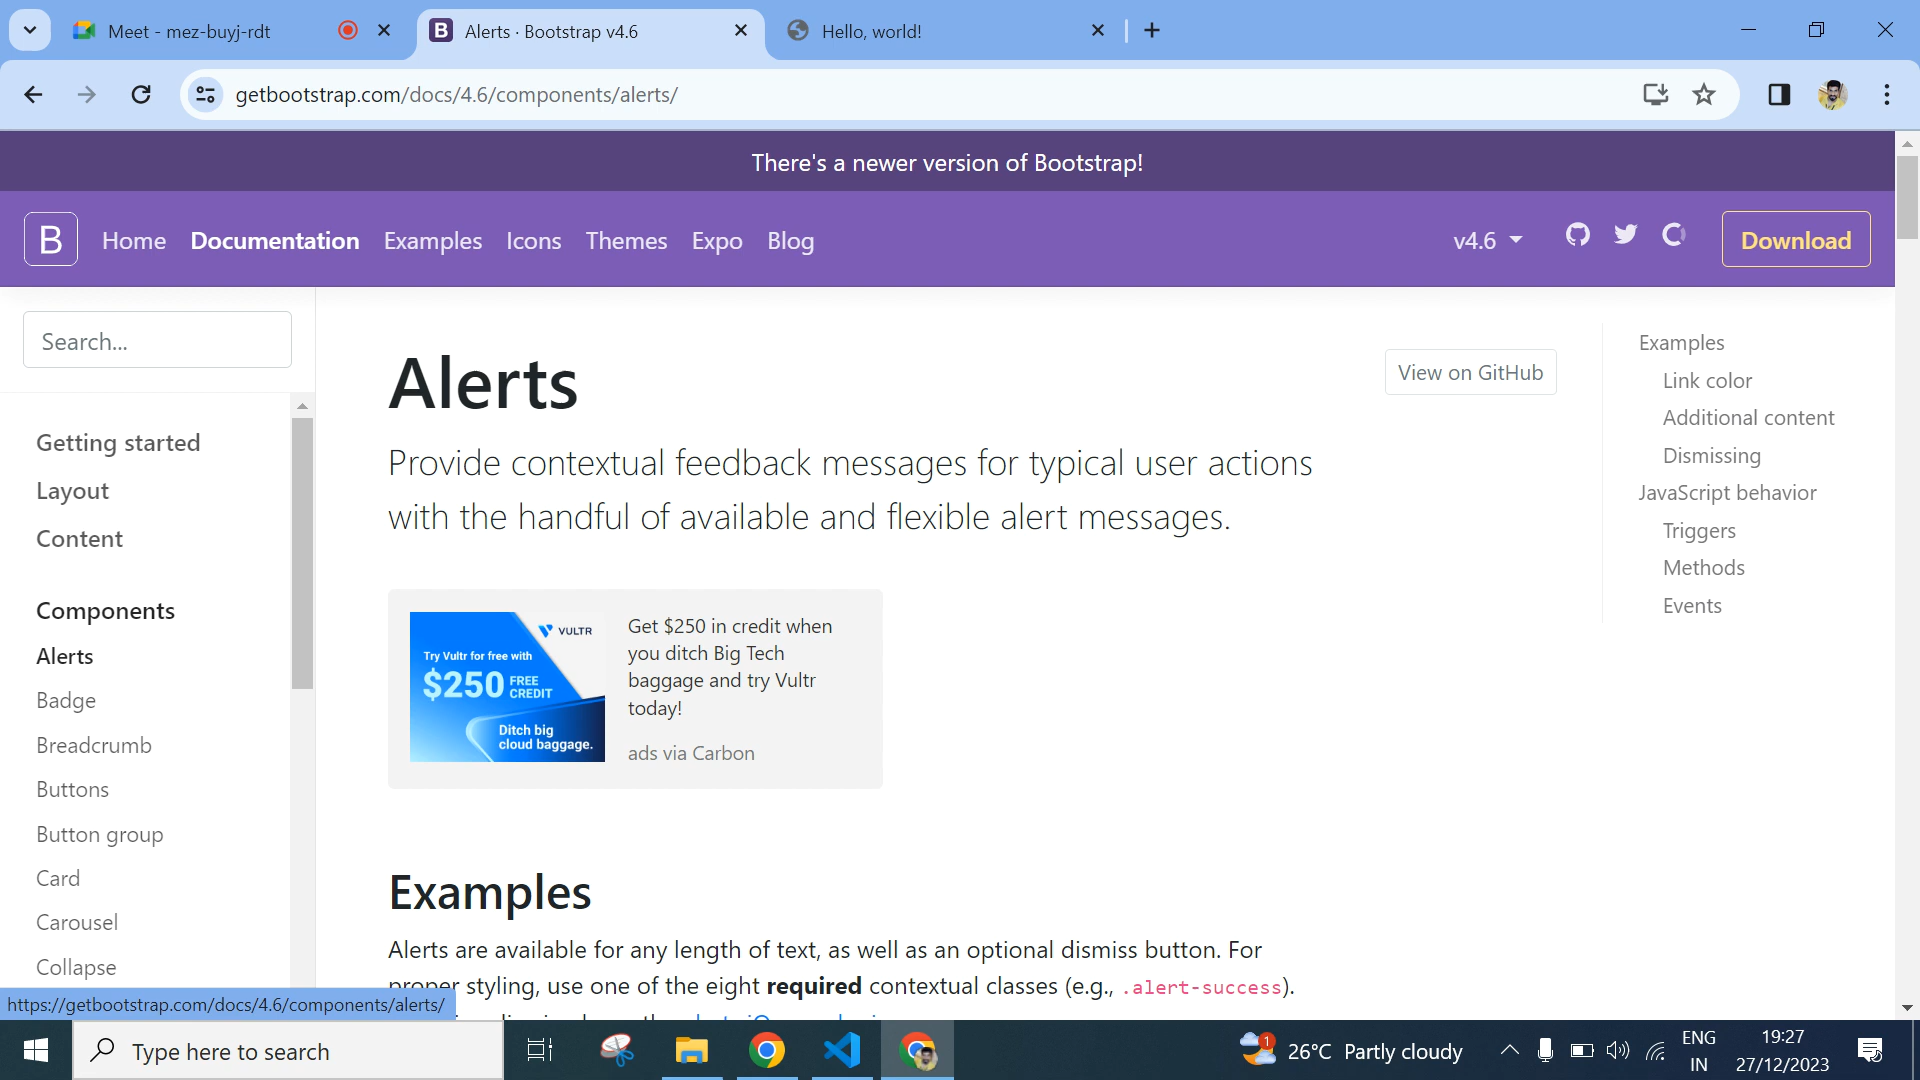 Meet - mez-buyj-rdt
Alerts · Bootstrap v4.6
Hello, world!
getbootstrap.com/docs/4.6/components/alerts/
There's a newer version of Bootstrap!
B Home Documentation Examples Icons Themes Expo Blog v4.6 Download
Search...
Getting started
Layout
Content
Components
Alerts
Badge
Breadcrumb
Buttons
Button group
Card
Carousel
Collapse
https://getbootstrap.com/docs/4.6/components/alerts/
Alerts
View on GitHub
Provide contextual feedback messages for typical user actions
with the handful of available and flexible alert messages.
VULTR
Try Vultr for free with
$250 FREE
CREDIT
Ditch big
cloud baggage.
Get $250 in credit when
you ditch Big Tech
baggage and try Vultr
today!
ads via Carbon
Examples
Alerts are available for any length of text, as well as an optional dismiss button. For
proper styling, use one of the eight required contextual classes (e.g., .alert-success).
Examples
Link color
Additional content
Dismissing
JavaScript behavior
Triggers
Methods
Events
Type here to search
1
26°C Partly cloudy
ENG
IN
19:27
27/12/2023